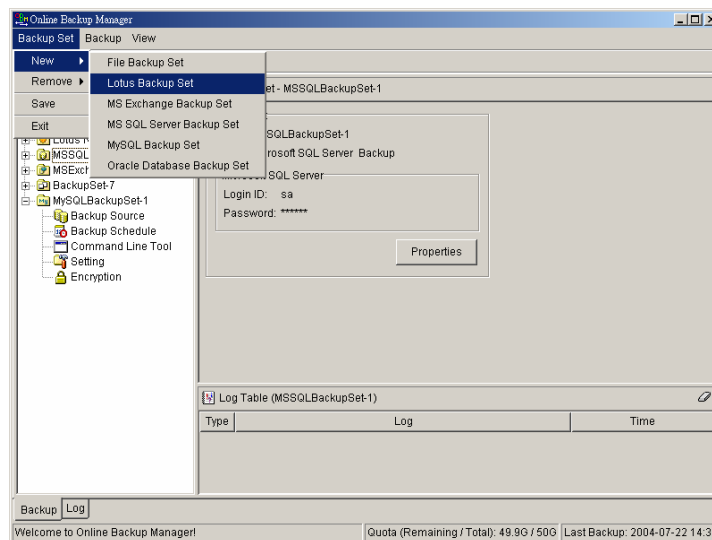 Online Backup Manager
Backup Set Backup View
New
Remove
Save
Exit
File Backup Set
Lotus Backup Set
MS Exchange Backup Set
MS SQL Server Backup Set
MySQL Backup Set
Oracle Database Backup Set
et - MSSQLBackupSet-1
SQLBackupSet-1
rosoft SQL Server Backup
Microsoft SQL Server
Login ID: sa
Password: ******
Properties
Lotus N
MSSQL
MSExch
BackupSet-7
MySQLBackupSet-1
Backup Source
Backup Schedule
Command Line Tool
Setting
Encryption
Log Table (MSSQLBackupSet-1)
Type Log Time
Backup Log
Welcome to Online Backup Manager!
Quota (Remaining / Total): 49.9G / 50G
Last Backup: 2004-07-22 14:3